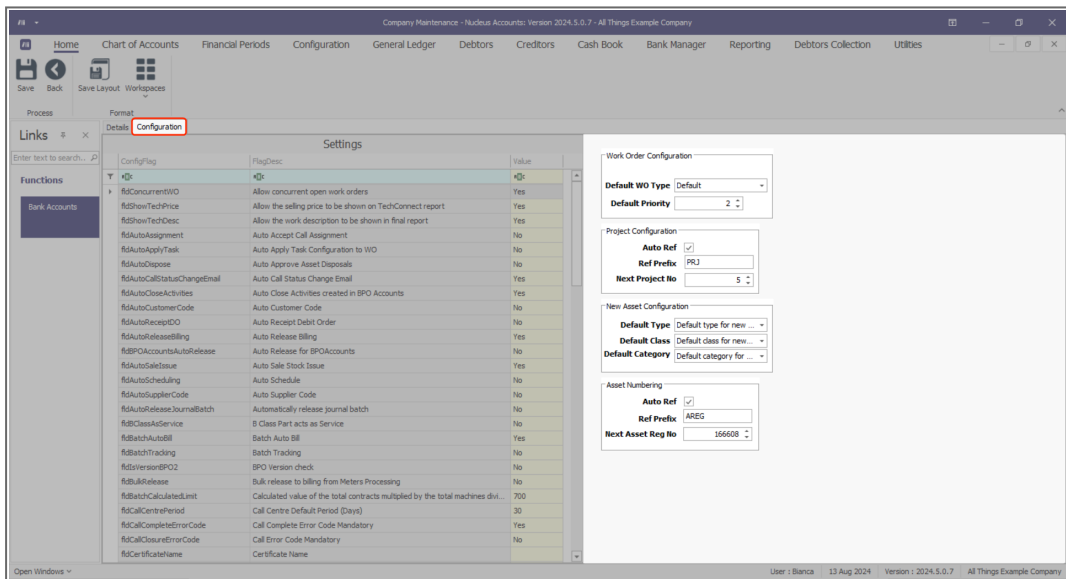 Company Maintenance - Nucleus Accounts: Version 2024.5.0.7 - All Things Example Company
Home Chart of Accounts Financial Periods Configuration General Ledger Debtors Creditors Cash Book Bank Manager Reporting Debtors Collection Utilities
Save Back Save Layout Workspaces
Process Format
Links
Details Configuration
Enter text to search...
Functions
Bank Accounts
Settings
ConfigFlag FlagDesc Value
fldConcurrentWO Allow concurrent open work orders Yes
fldShowTechPrice Allow the selling price to be shown on TechConnect report Yes
fldShowTechDesc Allow the work description to be shown in final report Yes
fldAutoAssignment Auto Accept Call Assignment No
fldAutoApplyTask Auto Apply Task Configuration to WO No
fldAutoDispose Auto Approve Asset Disposals No
fldAutoCallStatusChangeEmail Auto Call Status Change Email Yes
fldAutoCloseActivities Auto Close Activities created in BPO Accounts Yes
fldAutoCustomerCode Auto Customer Code No
fldAutoReceiptDO Auto Receipt Debit Order No
fldAutoReleaseBilling Auto Release Billing Yes
fldBPOAccountsAutoRelease Auto Release for BPOAccounts No
fldAutoSaleIssue Auto Sale Stock Issue Yes
fldAutoScheduling Auto Schedule No
fldAutoSupplierCode Auto Supplier Code No
fldAutoReleaseJournalBatch Automatically release journal batch No
fldBClassAsService B Class Part acts as Service No
fldBatchAutoBill Batch Auto Bill Yes
fldBatchTracking Batch Tracking No
fldIsVersionBPO2 BPO Version check No
fldBulkRelease Bulk release to billing from Meters Processing No
fldBatchCalculatedLimit Calculated value of the total contracts multiplied by the total machines divi... 700
fldCallCentrePeriod Call Centre Default Period (Days) 30
fldCallCompleteErrorCode Call Complete Error Code Mandatory Yes
fldCallClosureErrorCode Call Error Code Mandatory No
fldCertificateName Certificate Name
Work Order Configuration
Default WO Type Default
Default Priority 2
Project Configuration
Auto Ref
Ref Prefix PRJ
Next Project No 5
New Asset Configuration
Default Type Default type for new ...
Default Class Default class for new...
Default Category Default category for ...
Asset Numbering
Auto Ref
Ref Prefix AREG
Next Asset Reg No 166608
Open Windows User : Bianca 13 Aug 2024 Version : 2024.5.0.7 All Things Example Company